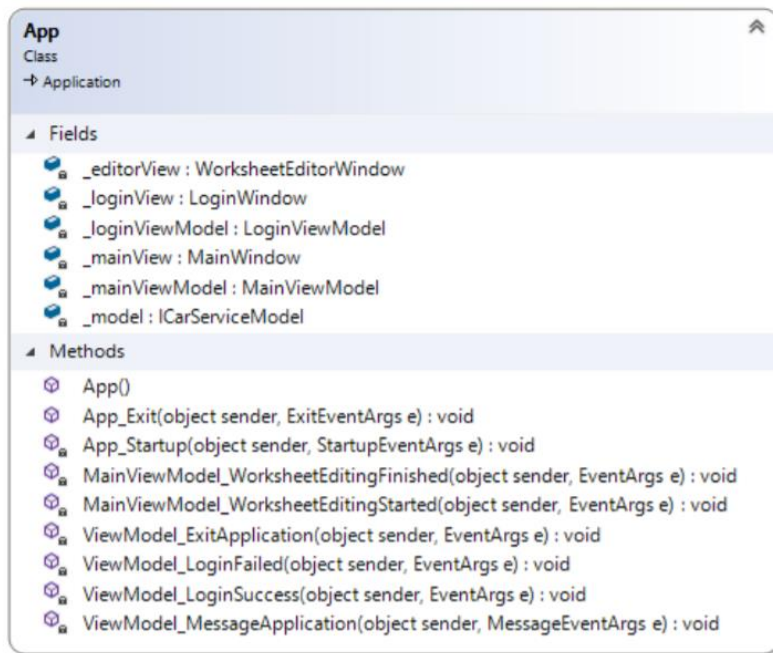 App
Class
Application
Fields
_editorView : WorksheetEditorWindow
_loginView : LoginWindow
_loginViewModel : LoginViewModel
_mainView : MainWindow
_mainViewModel : MainViewModel
_model : ICarServiceModel
Methods
App()
App_Exit(object sender, ExitEventArgs e) : void
App_Startup(object sender, StartupEventArgs e) : void
MainViewModel_WorksheetEditingFinished(object sender, EventArgs e) : void
MainViewModel_WorksheetEditingStarted(object sender, EventArgs e) : void
ViewModel_ExitApplication(object sender, EventArgs e) : void
ViewModel_LoginFailed(object sender, EventArgs e) : void
ViewModel_LoginSuccess(object sender, EventArgs e) : void
ViewModel_MessageApplication(object sender, MessageEventArgs e) : void